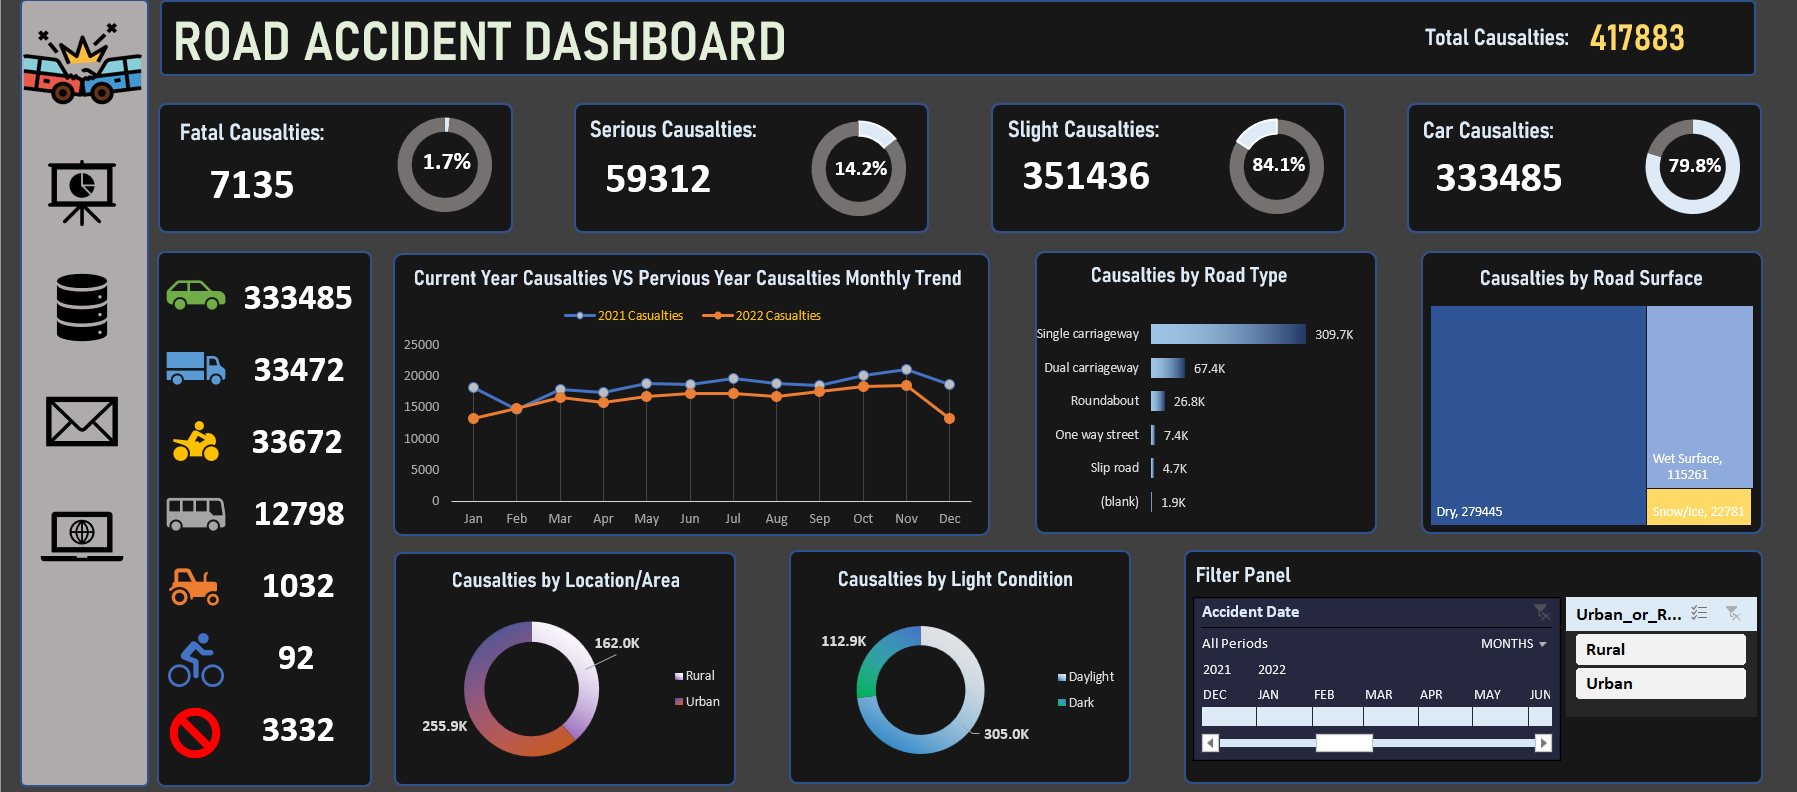 ROAD ACCIDENT DASHBOARD
Total Causalties: 417883
Fatal Causalties:
7135
1.7%
Serious Causalties:
59312
14.2%
Slight Causalties:
351436
84.1%
Car Causalties:
333485
79.8%
333485
33472
33672
12798
1032
92
3332
Current Year Causalties VS Pervious Year Causalties Monthly Trend
2021 Casualties
2022 Casualties
25000
20000
15000
10000
5000
0
Jan Feb Mar Apr May Jun Jul Aug Sep Oct Nov Dec
Causalties by Road Type
Single carriageway 309.7K
Dual carriageway 67.4K
Roundabout 26.8K
One way street 7.4K
Slip road 4.7K
(blank) 1.9K
Causalties by Road Surface
Dry, 279445
Wet Surface,
115261
Snow/Ice, 22781
Causalties by Location/Area
162.0K
255.9K
Rural
Urban
Causalties by Light Condition
112.9K
305.0K
Daylight
Dark
Filter Panel
Accident Date
All Periods MONTHS
2021 2022
DEC JAN FEB MAR APR MAY JUN
Urban_or_R...
Rural
Urban